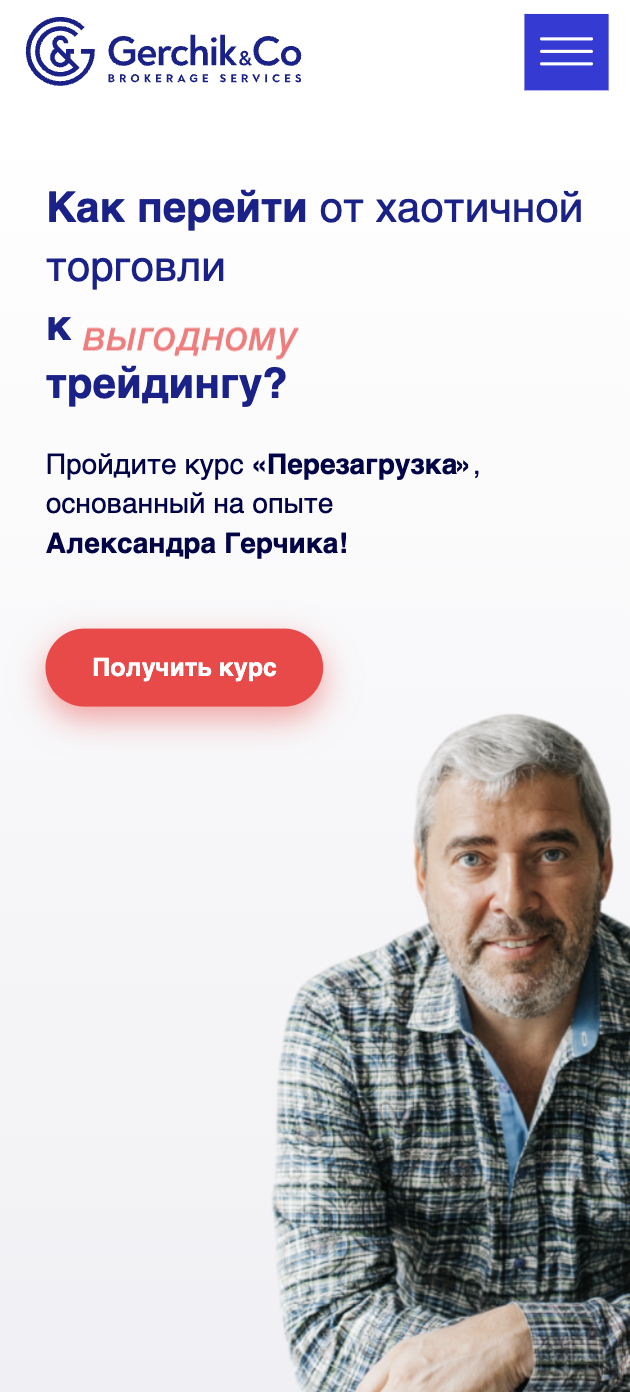 Gerchik&Co
BROKERAGE SERVICES
Как перейти от хаотичной
торговли
к выгодному
трейдингу?
Пройдите курс «Перезагрузка»,
основанный на опыте
Александра Герчика!
Получить курс